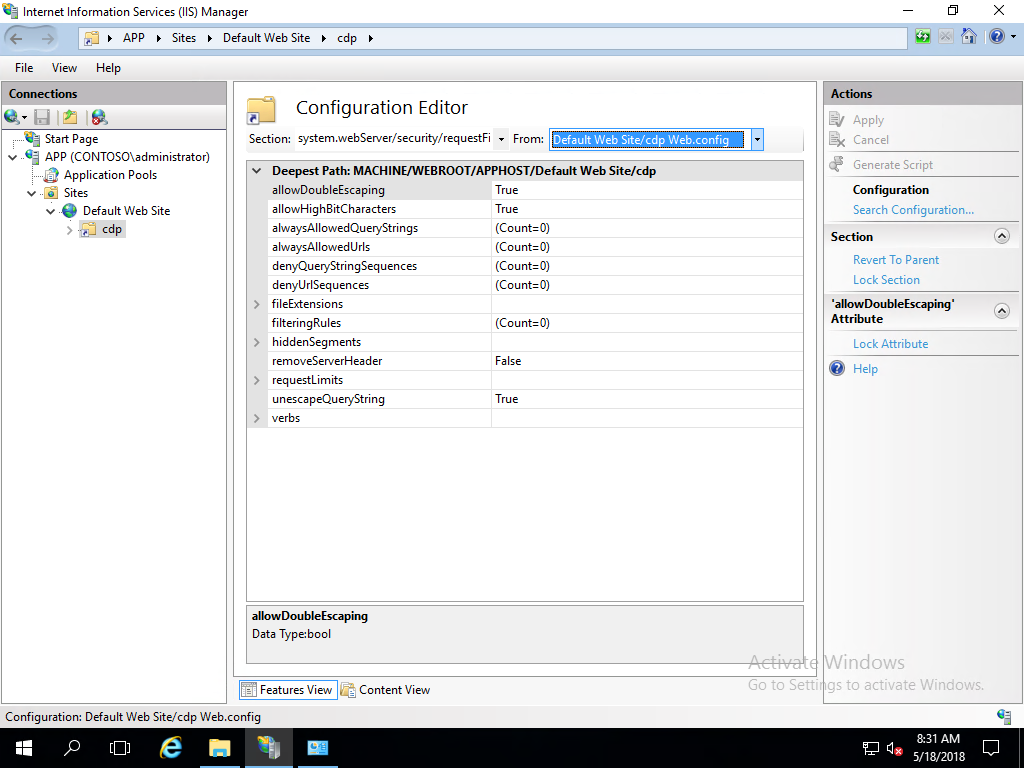 Internet Information Services (IIS) Manager
APP
Sites
Default Web Site
cdp
File
View
Help
Connections
Start Page
APP (CONTOSO\administrator)
Application Pools
Sites
Default Web Site
cdp
Configuration Editor
Section:
system.webServer/security/requestFi
From:
Default Web Site/cdp Web.config
Deepest Path: MACHINE/WEBROOT/APPHOST/Default Web Site/cdp
allowDoubleEscaping True
allowHighBitCharacters True
alwaysAllowedQueryStrings (Count=0)
alwaysAllowedUrls (Count=0)
denyQueryStringSequences (Count=0)
denyUrlSequences (Count=0)
fileExtensions
filteringRules (Count=0)
hiddenSegments
removeServerHeader False
requestLimits
unescapeQueryString True
verbs
allowDoubleEscaping
Data Type:bool
Features View
Content View
Actions
Apply
Cancel
Generate Script
Configuration
Search Configuration...
Section
Revert To Parent
Lock Section
'allowDoubleEscaping'
Attribute
Lock Attribute
Help
Activate Windows
Go to Settings to activate Windows.
Configuration: Default Web Site/cdp Web.config
8:31 AM
5/18/2018